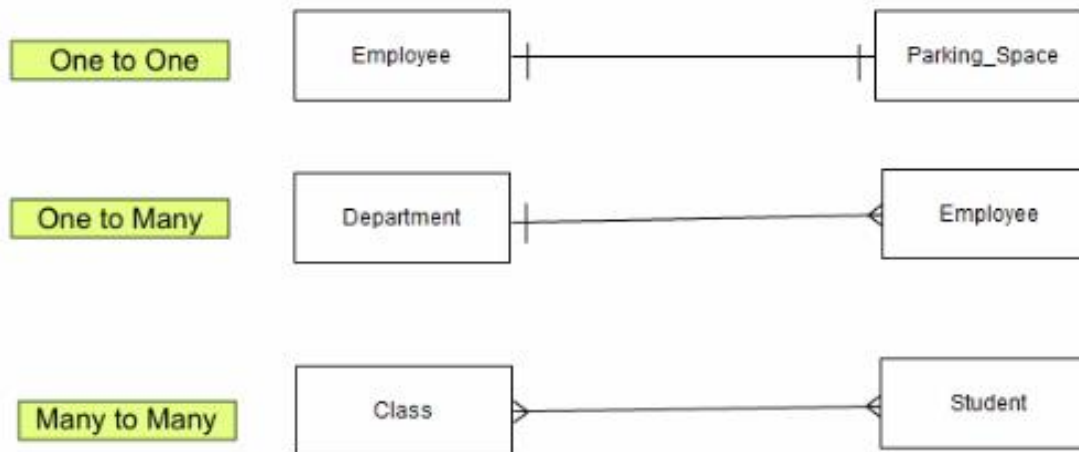 One to One
Employee
Parking_Space
One to Many
Department
Employee
Many to Many
Class
Student